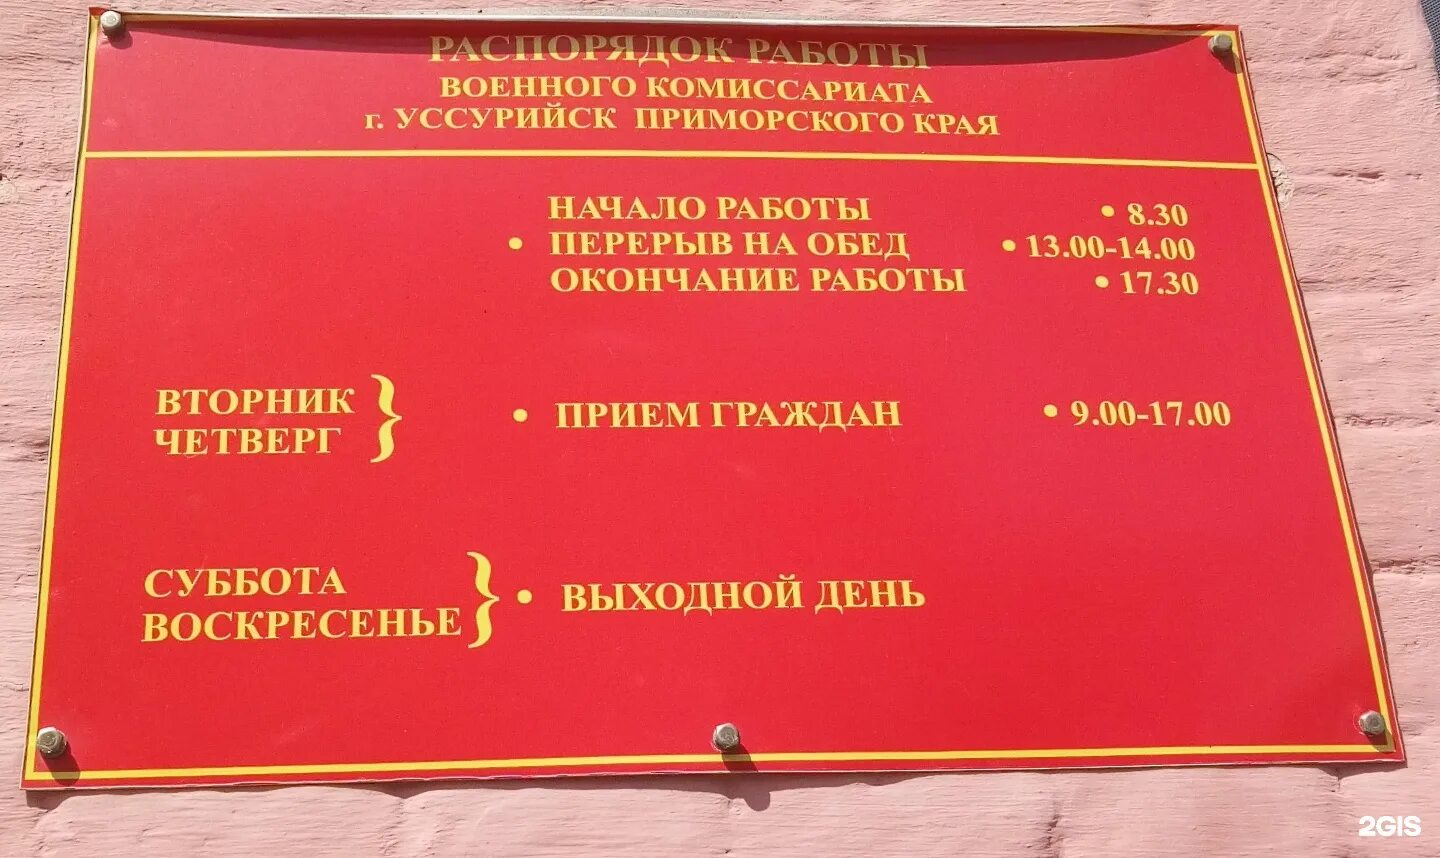 РАСПОРЯДОК РАБОТЫ
ВОЕННОГО КОМИССАРИАТА
г. УССУРИЙСК ПРИМОРСКОГО КРАЯ
НАЧАЛО РАБОТЫ • 8.30
• ПЕРЕРЫВ НА ОБЕД • 13.00-14.00
ОКОНЧАНИЕ РАБОТЫ • 17.30
ВТОРНИК
ЧЕТВЕРГ
} • ПРИЕМ ГРАЖДАН • 9.00-17.00
СУББОТА
ВОСКРЕСЕНЬЕ
} • ВЫХОДНОЙ ДЕНЬ
2GIS